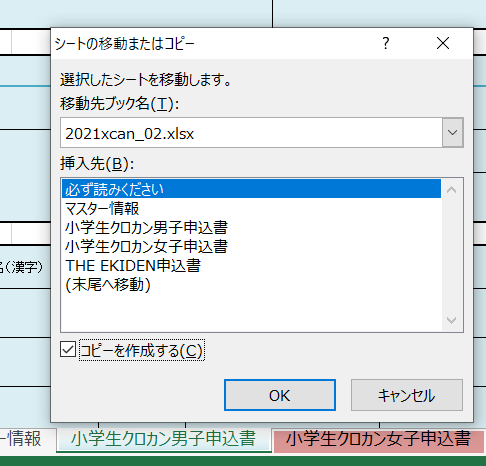 シートの移動またはコピー
選択したシートを移動します。
移動先ブック名(T):
2021xcan_02.xlsx
挿入先(B):
必ず読みください
マスター情報
小学生クロカン男子申込書
小学生クロカン女子申込書
THE EKIDEN申込書
(末尾へ移動)
コピーを作成する(C)
OK キャンセル
(漢字)
ー情報 小学生クロカン男子申込書 小学生クロカン女子申込書